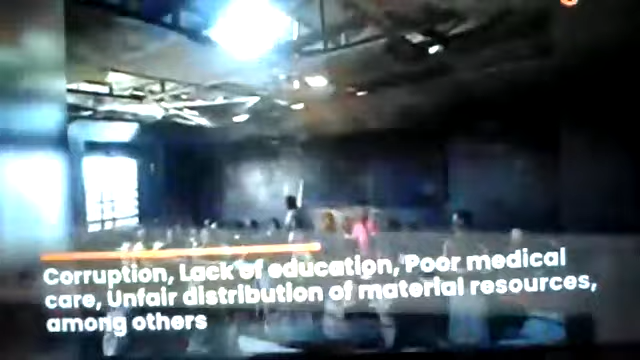 Corruption, Lack of education, Poor medical
care, Unfair distribution of material resources,
among others